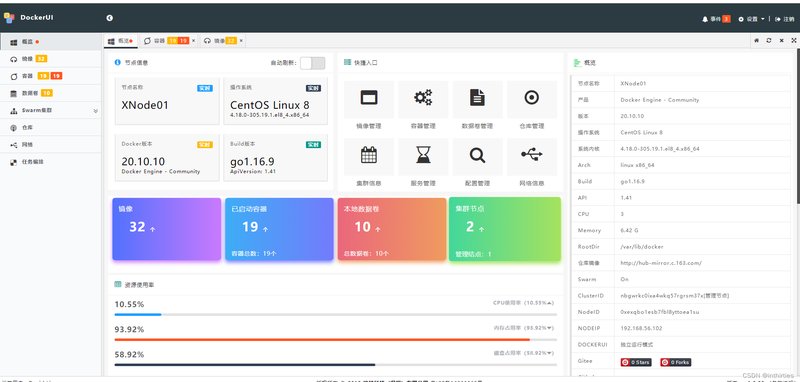 DockerUI
事件 2
设置
注销
概览
镜像 32
容器 19 19
数据卷 10
Swarm集群
仓库
网络
任务编排
概览
容器 19 19 ×
镜像 32 ×
节点信息
自动刷新:
节点名称 实时
XNode01
操作系统 实时
CentOS Linux 8
4.18.0-305.19.1.el8_4.x86_64
Docker版本 实时
20.10.10
Docker Engine - Community
Build版本 实时
go1.16.9
ApiVersion: 1.41
快捷入口
镜像管理
容器管理
数据卷管理
仓库管理
集群信息
服务管理
配置管理
网络信息
镜像
32
已启动容器
19
容器总数: 19个
本地数据卷
10
总数据卷: 10个
集群节点
2
管理结点: 1
资源使用率
10.55%
CPU使用率 (10.55%▲)
93.92%
内存占用率 (93.92%▼)
58.92%
磁盘占用率 (58.92%▼)
概览
节点名称 XNode01
产品 Docker Engine - Community
版本 20.10.10
操作系统 CentOS Linux 8
系统内核 4.18.0-305.19.1.el8_4.x86_64
Arch linux x86_64
Build go1.16.9
API 1.41
CPU 3
Memory 8.42 G
RootDir /var/lib/docker
仓库镜像 http://hub-mirror.c.163.com/
Swarm On
ClusterID
NodeID
NODEIP 192.168.56.102
DOCKERUI 独立运行模式
Gitee 0 Stars 0 Forks
CSDN @inthirties